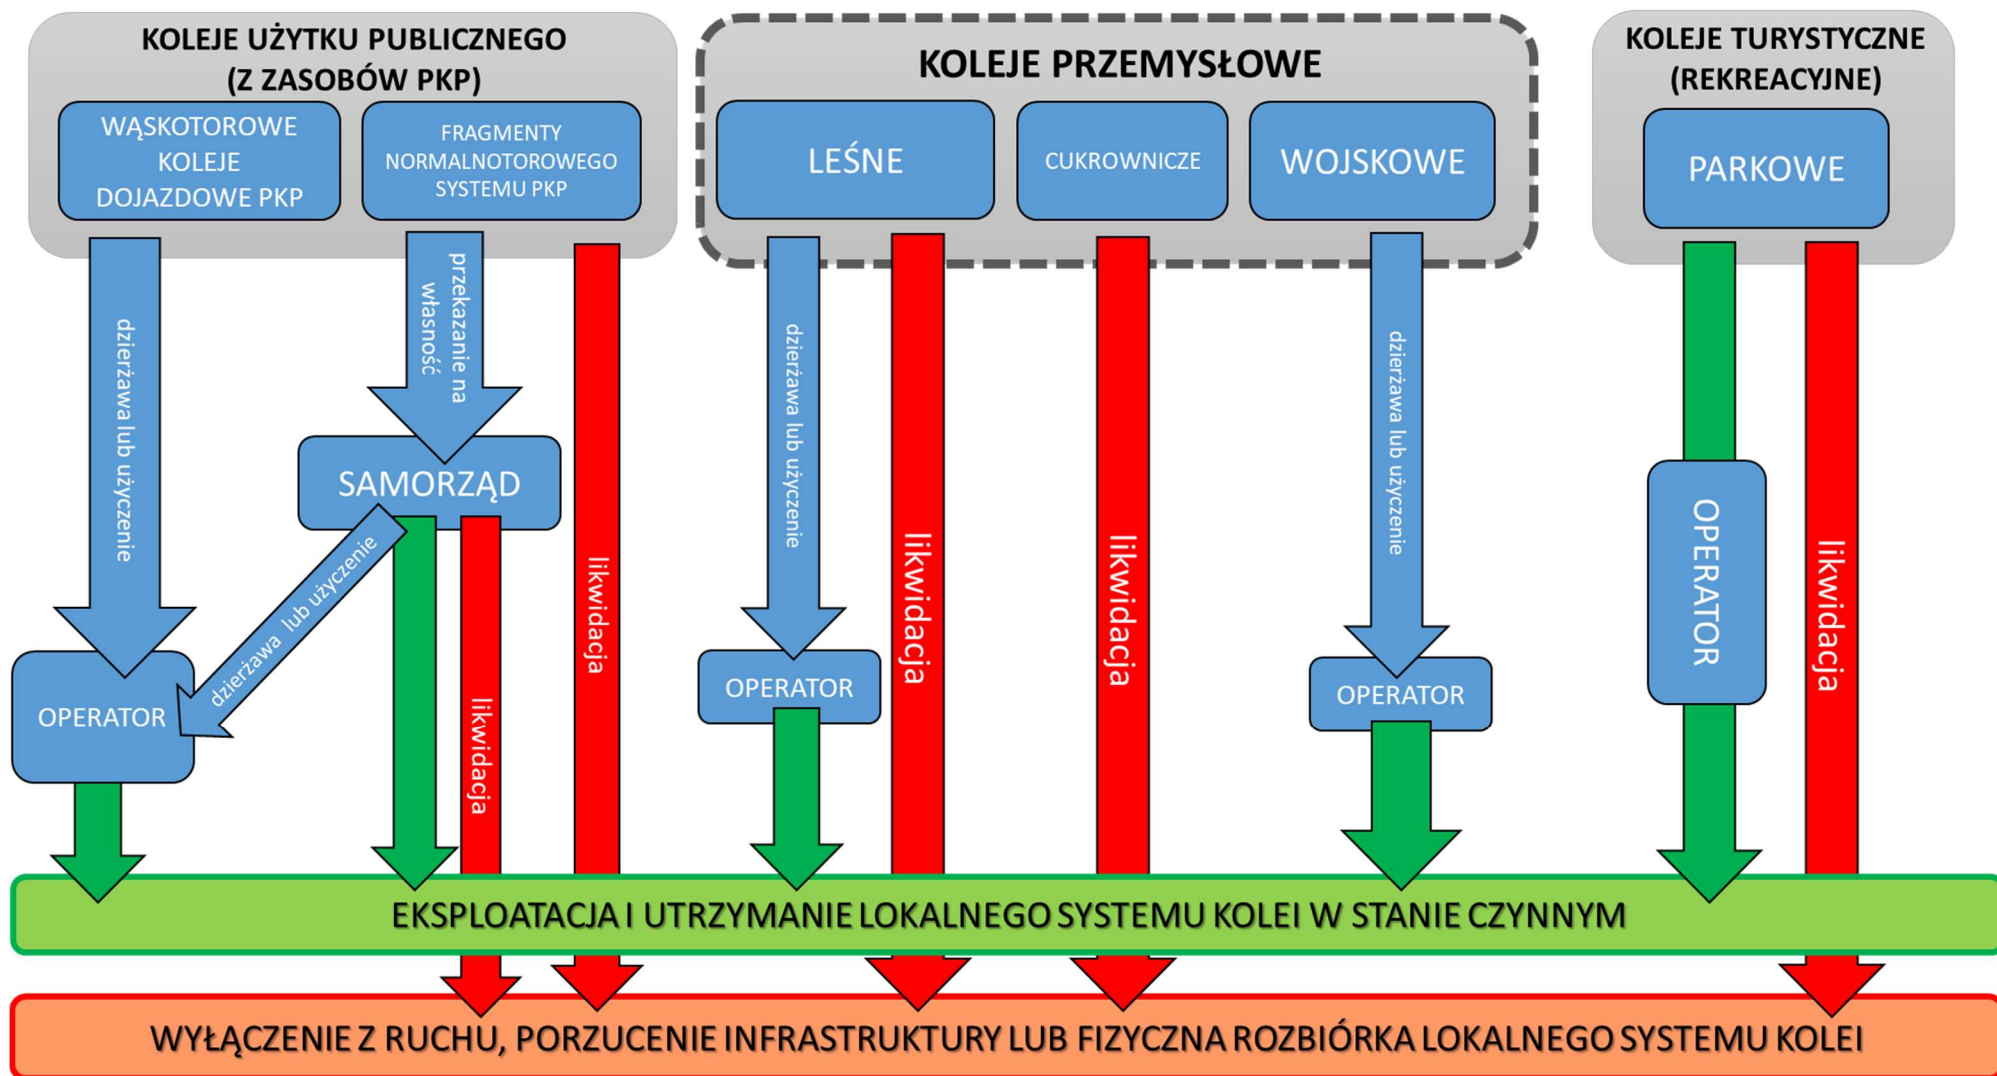 KOLEJE UŻYTKU PUBLICZNEGO
(Z ZASOBÓW PKP)
WĄSKOTOROWE
KOLEJE
DOJAZDOWE PKP
FRAGMENTY
NORMALNOTOROWEGO
SYSTEMU PKP
KOLEJE PRZEMYSŁOWE
LEŚNE
CUKROWNICZE
WOJSKOWE
KOLEJE TURYSTYCZNE
(REKREACYJNE)
PARKOWE
dzierżawa lub użyczenie
przekazanie na
własność
SAMORZĄD
dzierżawa lub użyczenie
OPERATOR
likwidacja
likwidacja
dzierżawa lub użyczenie
OPERATOR
likwidacja
likwidacja
dzierżawa lub użyczenie
OPERATOR
OPERATOR
likwidacja
EKSPLOATACJA I UTRZYMANIE LOKALNEGO SYSTEMU KOLEI W STANIE CZYNNYM
WYŁĄCZENIE Z RUCHU, PORZUCENIE INFRASTRUKTURY LUB FIZYCZNA ROZBIÓRKA LOKALNEGO SYSTEMU KOLEI